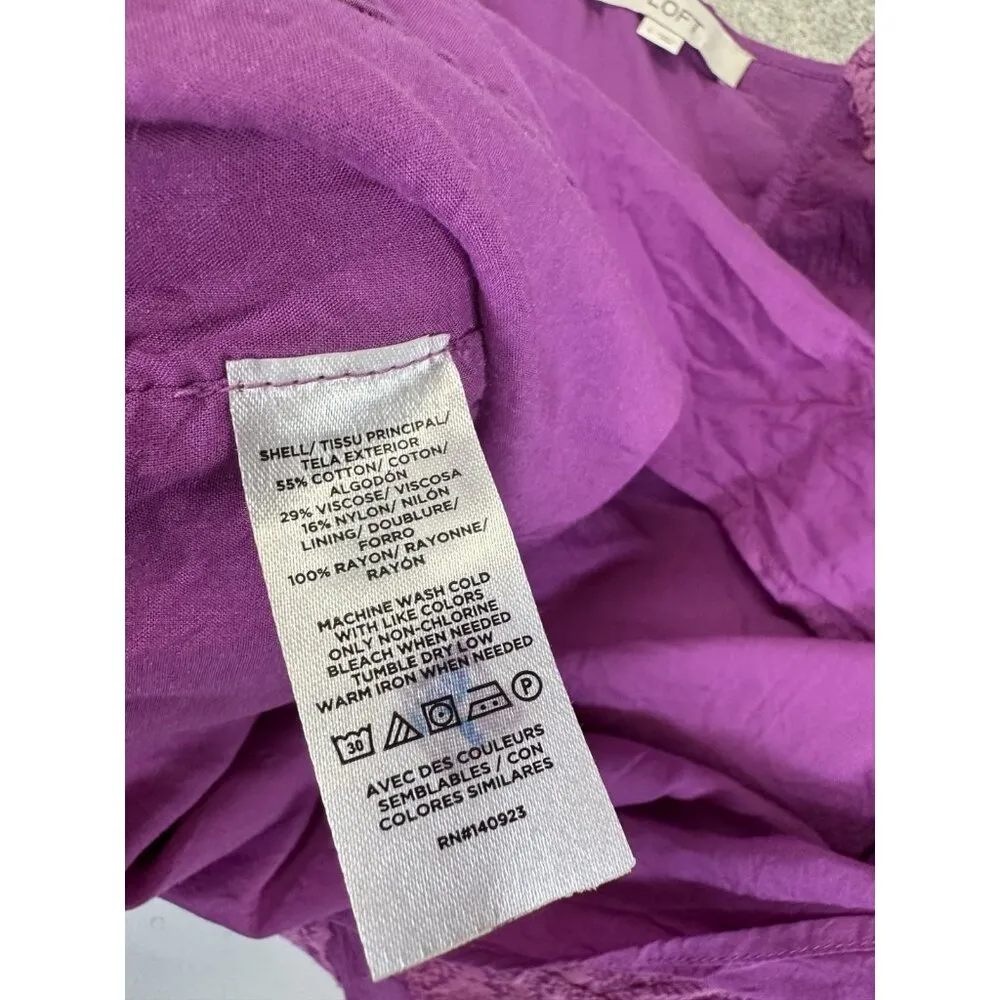 LOFT
SHELL/ TISSU PRINCIPAL/
TELA EXTERIOR
55% COTTON/ COTON/
ALGODÓN
29% VISCOSE/ VISCOSA
16% NYLON/ NILÓN
LINING/ DOUBLURE/
FORRO
100% RAYON/ RAYONNE/
RAYÓN
MACHINE WASH COLD
WITH LIKE COLORS
ONLY NON-CHLORINE
BLEACH WHEN NEEDED
TUMBLE DRY LOW
WARM IRON WHEN NEEDED
30 P
AVEC DES COULEURS
SEMBLABLES / CON
COLORES SIMILARES
RN#140923